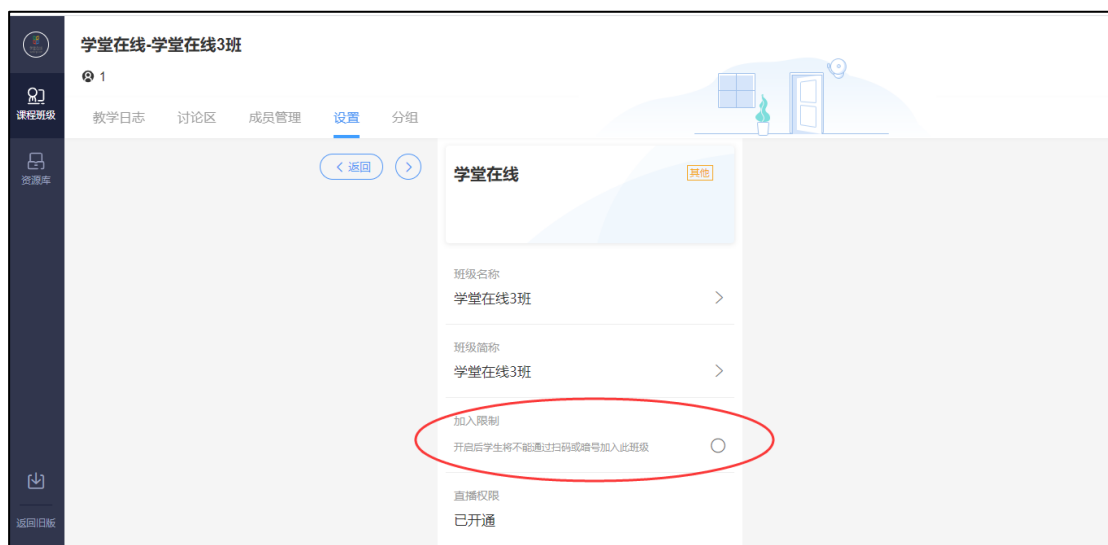 学堂在线-学堂在线3班
1
课程班级
教学日志 讨论区 成员管理 设置 分组
资源库
返回
学堂在线
其他
班级名称
学堂在线3班
班级简称
学堂在线3班
加入限制
开启后学生将不能通过扫码或暗号加入此班级
直播权限
已开通
返回旧版